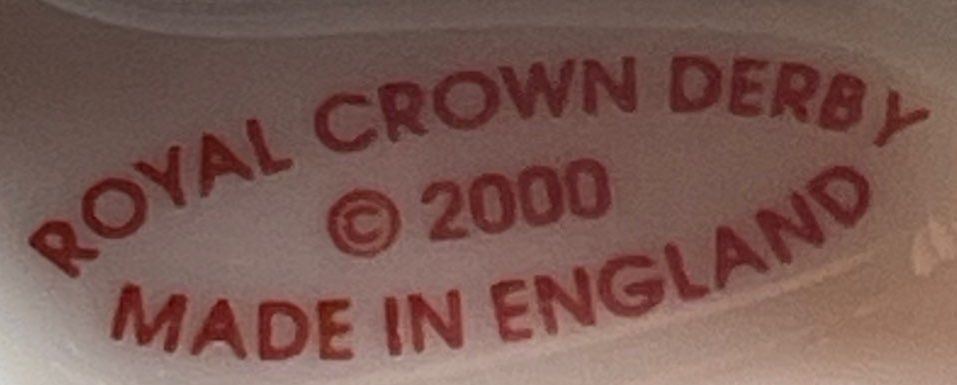 ROYAL CROWN DERBY
© 2000
MADE IN ENGLAND